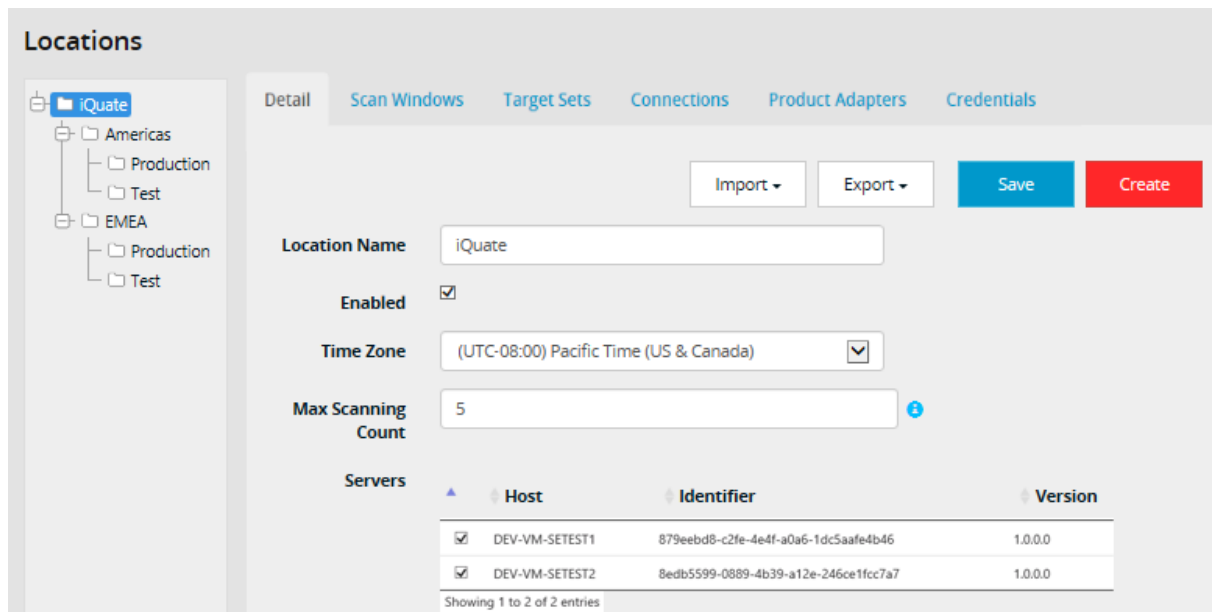 Locations
iQuate
Americas
Production
Test
EMEA
Production
Test
Detail Scan Windows Target Sets Connections Product Adapters Credentials
Import Export Save Create
Location Name iQuate
Enabled
Time Zone (UTC-08:00) Pacific Time (US & Canada)
Max Scanning
Count
5
Servers
Host Identifier Version
DEV-VM-SETEST1 879eebd8-c2fe-4e4f-a0a6-1dc5aafe4b46 1.0.0.0
DEV-VM-SETEST2 8edb5599-0889-4b39-a12e-246ce1fcc7a7 1.0.0.0
Showing 1 to 2 of 2 entries